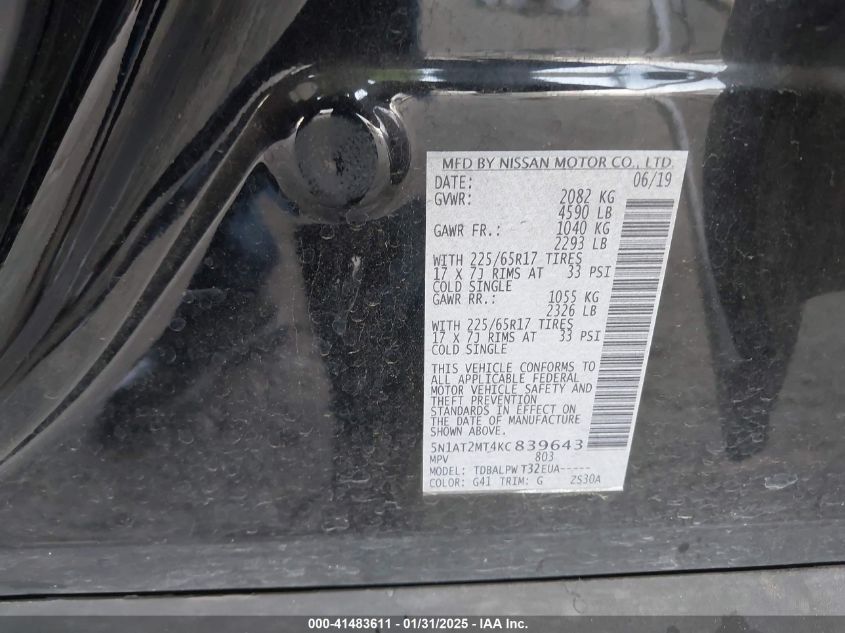 MFD BY NISSAN MOTOR CO., LTD.
DATE: 06/19
GVWR: 2082 KG
4590 LB
GAWR FR.: 1040 KG
2293 LB
WITH 225/65R17 TIRES
17 X 7J RIMS AT 33 PSI
COLD SINGLE
GAWR RR.: 1055 KG
2326 LB
WITH 225/65R17 TIRES
17 X 7J RIMS AT 33 PSI
COLD SINGLE
THIS VEHICLE CONFORMS TO
ALL APPLICABLE FEDERAL
MOTOR VEHICLE SAFETY AND
THEFT PREVENTION
STANDARDS IN EFFECT ON
THE DATE OF MANUFACTURE
SHOWN ABOVE.
5N1AT2MT4KC839643
MPV 803
MODEL: TDBALPW T32EUA-----
COLOR: G41 TRIM: G ZS30A
000-41483611 - 01/31/2025 - © IAA Inc.